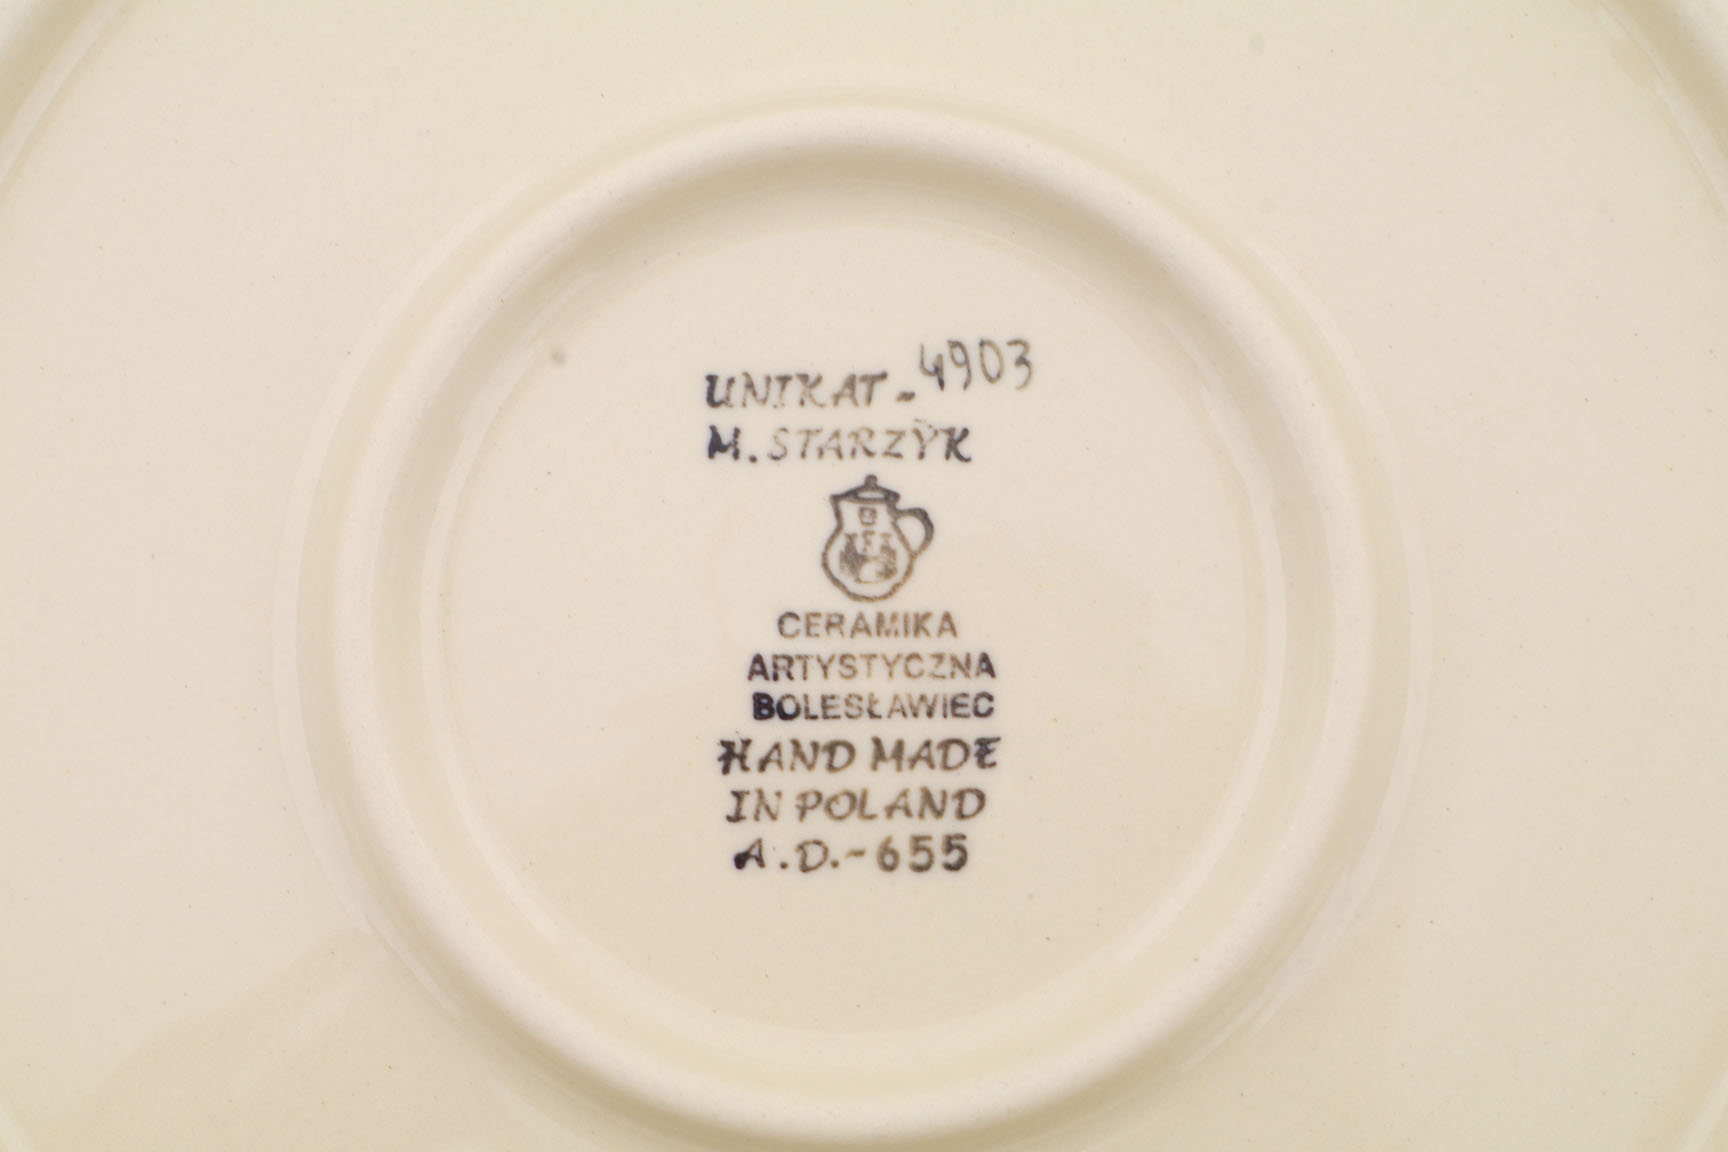 UNIKAT- 4903
M. STARZYK
CERAMIKA
ARTYSTYCZNA
BOLESŁAWIEC
HAND MADE
IN POLAND
A.D.-655